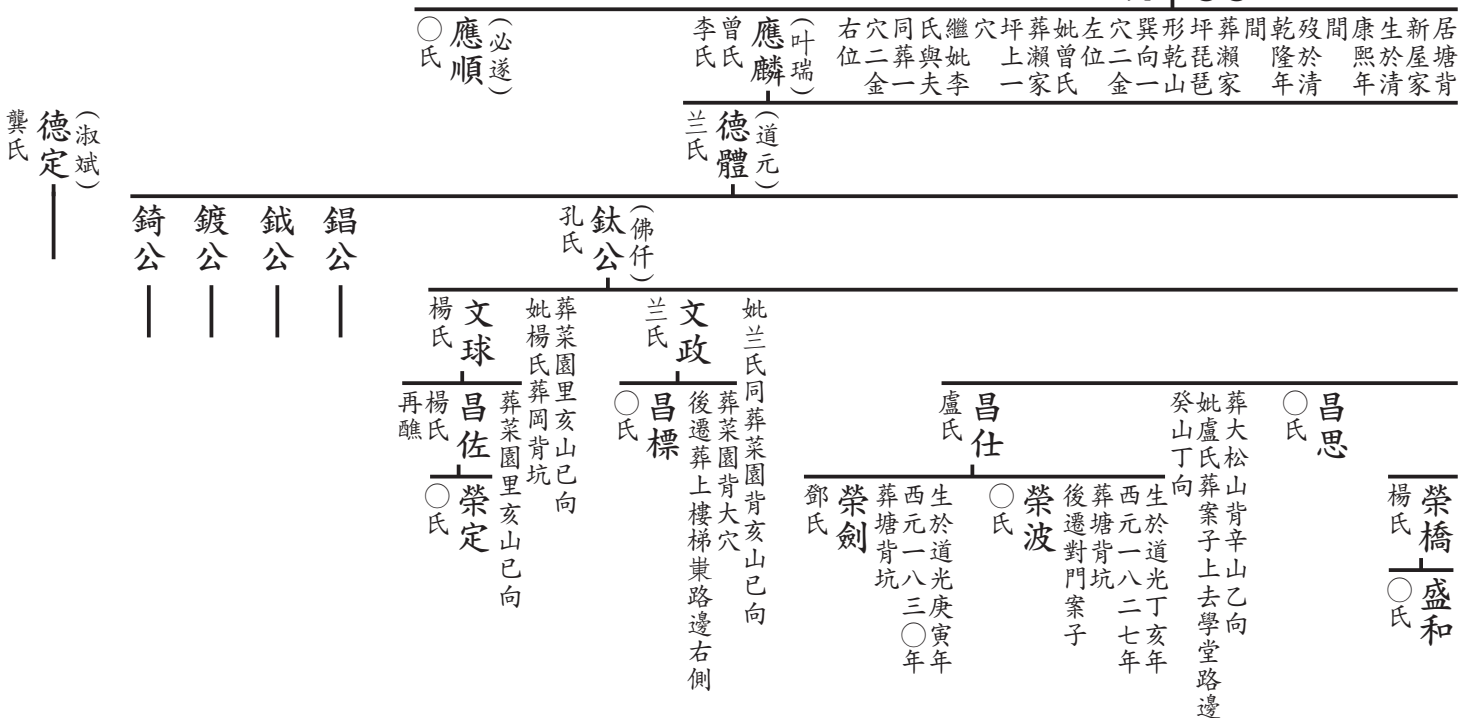 居塘背
新屋家
生於清
康熙年
間
歿於清
乾隆年
間
葬瀨家
坪琵琶
形乾山
巽向一
穴二金
左位
妣曾氏
葬瀨家
坪上一
穴
繼妣李
氏與夫
同葬一
穴二金
右位
(叶瑞)
應麟
曾氏
李氏
(必遂)
應順
○氏
(道元)
德體
兰氏
(淑斌)
德定
龔氏
(佛仟)
釱公
孔氏
錩公
鉞公
鍍公
錡公
妣兰氏同葬菜園背亥山巳向
文政
兰氏
葬菜園里亥山巳向
妣楊氏葬岡背坑
文球
楊氏
昌思
○氏
葬大松山背辛山乙向
妣盧氏葬案子上去學堂路邊
癸山丁向
昌仕
盧氏
葬菜園背大穴
後遷葬上樓梯崬路邊右側
昌標
○氏
葬菜園里亥山巳向
昌佐
楊氏
再醮
榮橋
楊氏
生於道光丁亥年
西元一八二七年
葬塘背坑
後遷對門案子
榮波
○氏
生於道光庚寅年
西元一八三○年
葬塘背坑
榮劍
鄧氏
榮定
○氏
盛和
○氏